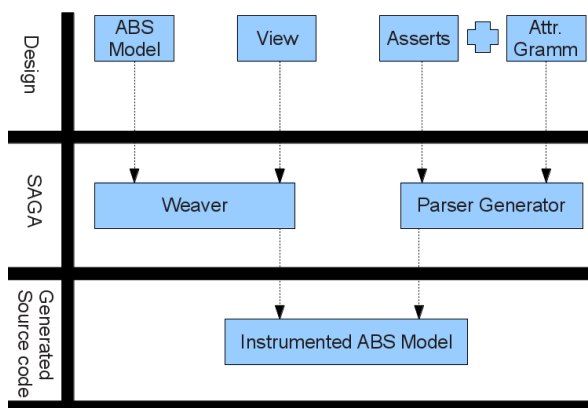 Design
ABS
Model
View
Asserts
Attr.
Gramm
SAGA
Weaver
Parser Generator
Generated
Source code
Instrumented ABS Model